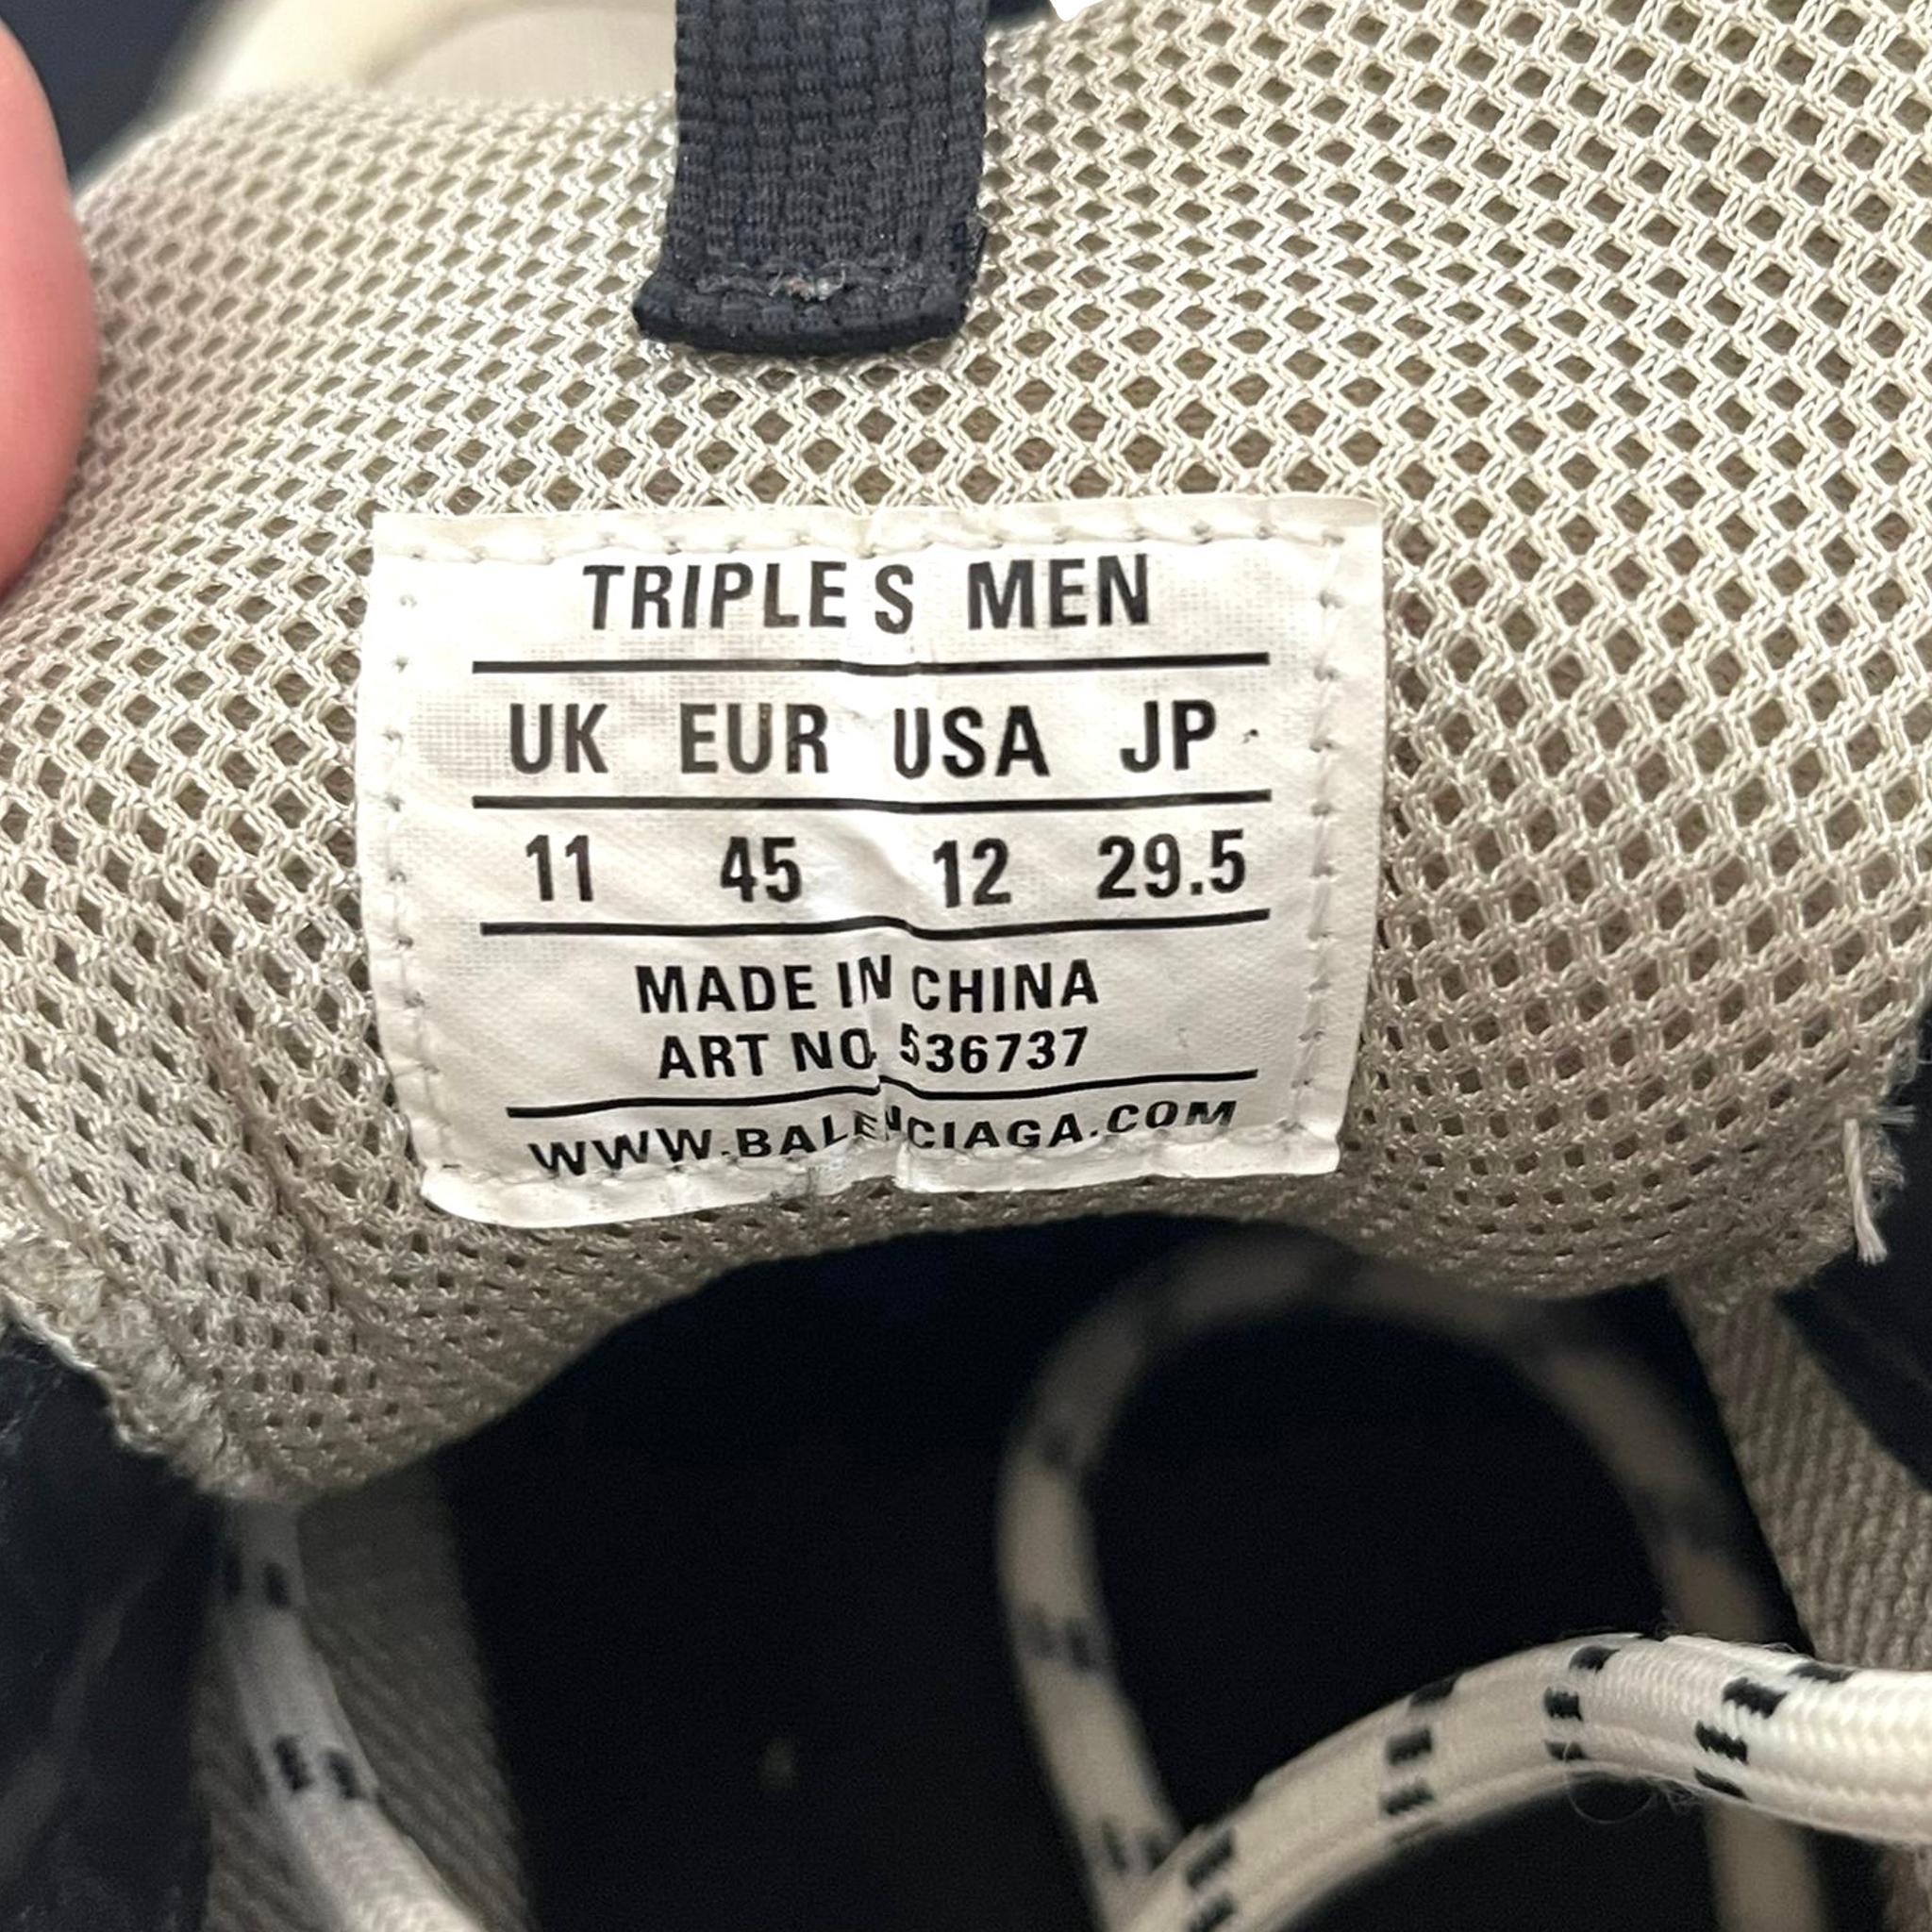 TRIPLE S MEN
UK EUR USA JP
11 45 12 29.5
MADE IN CHINA
ART NO. 536737
WWW.BALENCIAGA.COM